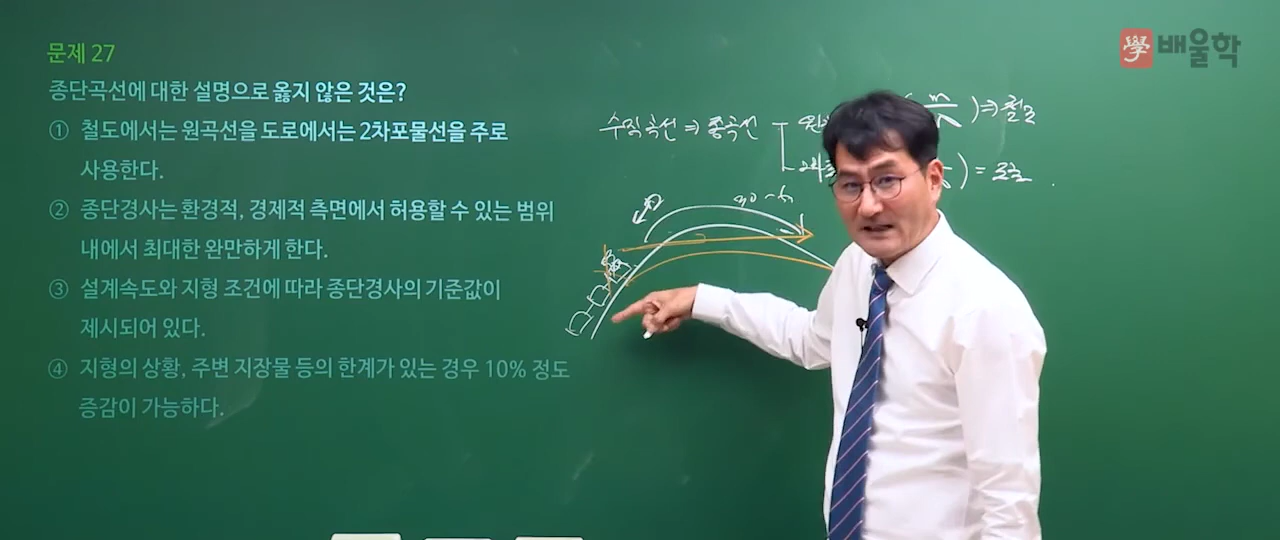 學 배울학
문제 27
종단곡선에 대한 설명으로 옳지 않은 것은?
① 철도에서는 원곡선을 도로에서는 2차포물선을 주로
사용한다.
② 종단경사는 환경적, 경제적 측면에서 허용할 수 있는 범위
내에서 최대한 완만하게 한다.
③ 설계속도와 지형 조건에 따라 종단경사의 기준값이
제시되어 있다.
④ 지형의 상황, 주변 지장물 등의 한계가 있는 경우 10% 정도
증감이 가능하다.
수직곡선 ⇒ 종곡선
) ⇒ 철도
) = 도로